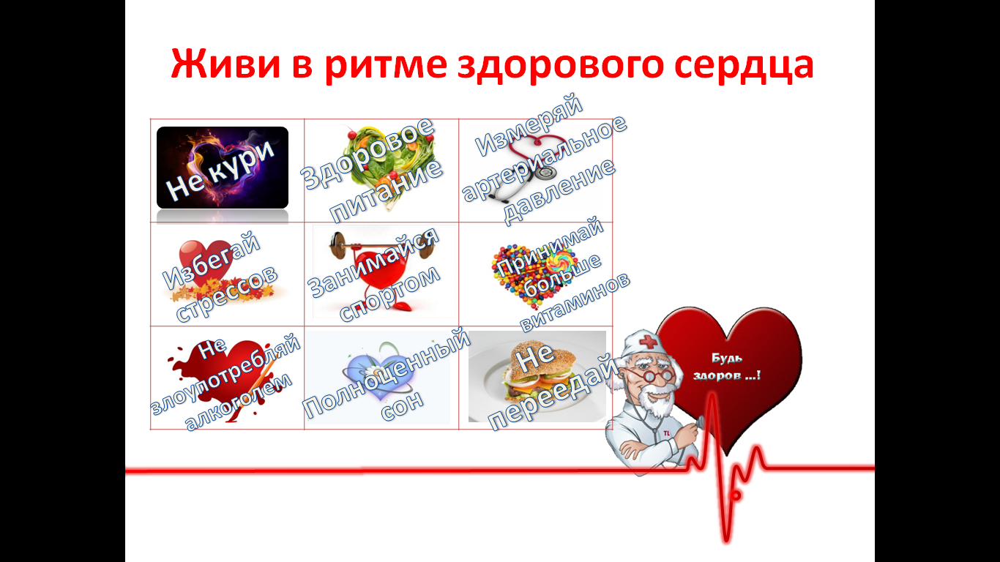 Живи в ритме здорового сердца
Не кури
Здоровое
питание
Измеряй
артериальное
давление
Избегай
стрессов
Занимайся
спортом
Принимай
больше
витаминов
Не
злоупотребляй
алкоголем
Полноценный
сон
Не
переедай
Будь
здоров ...!
TL